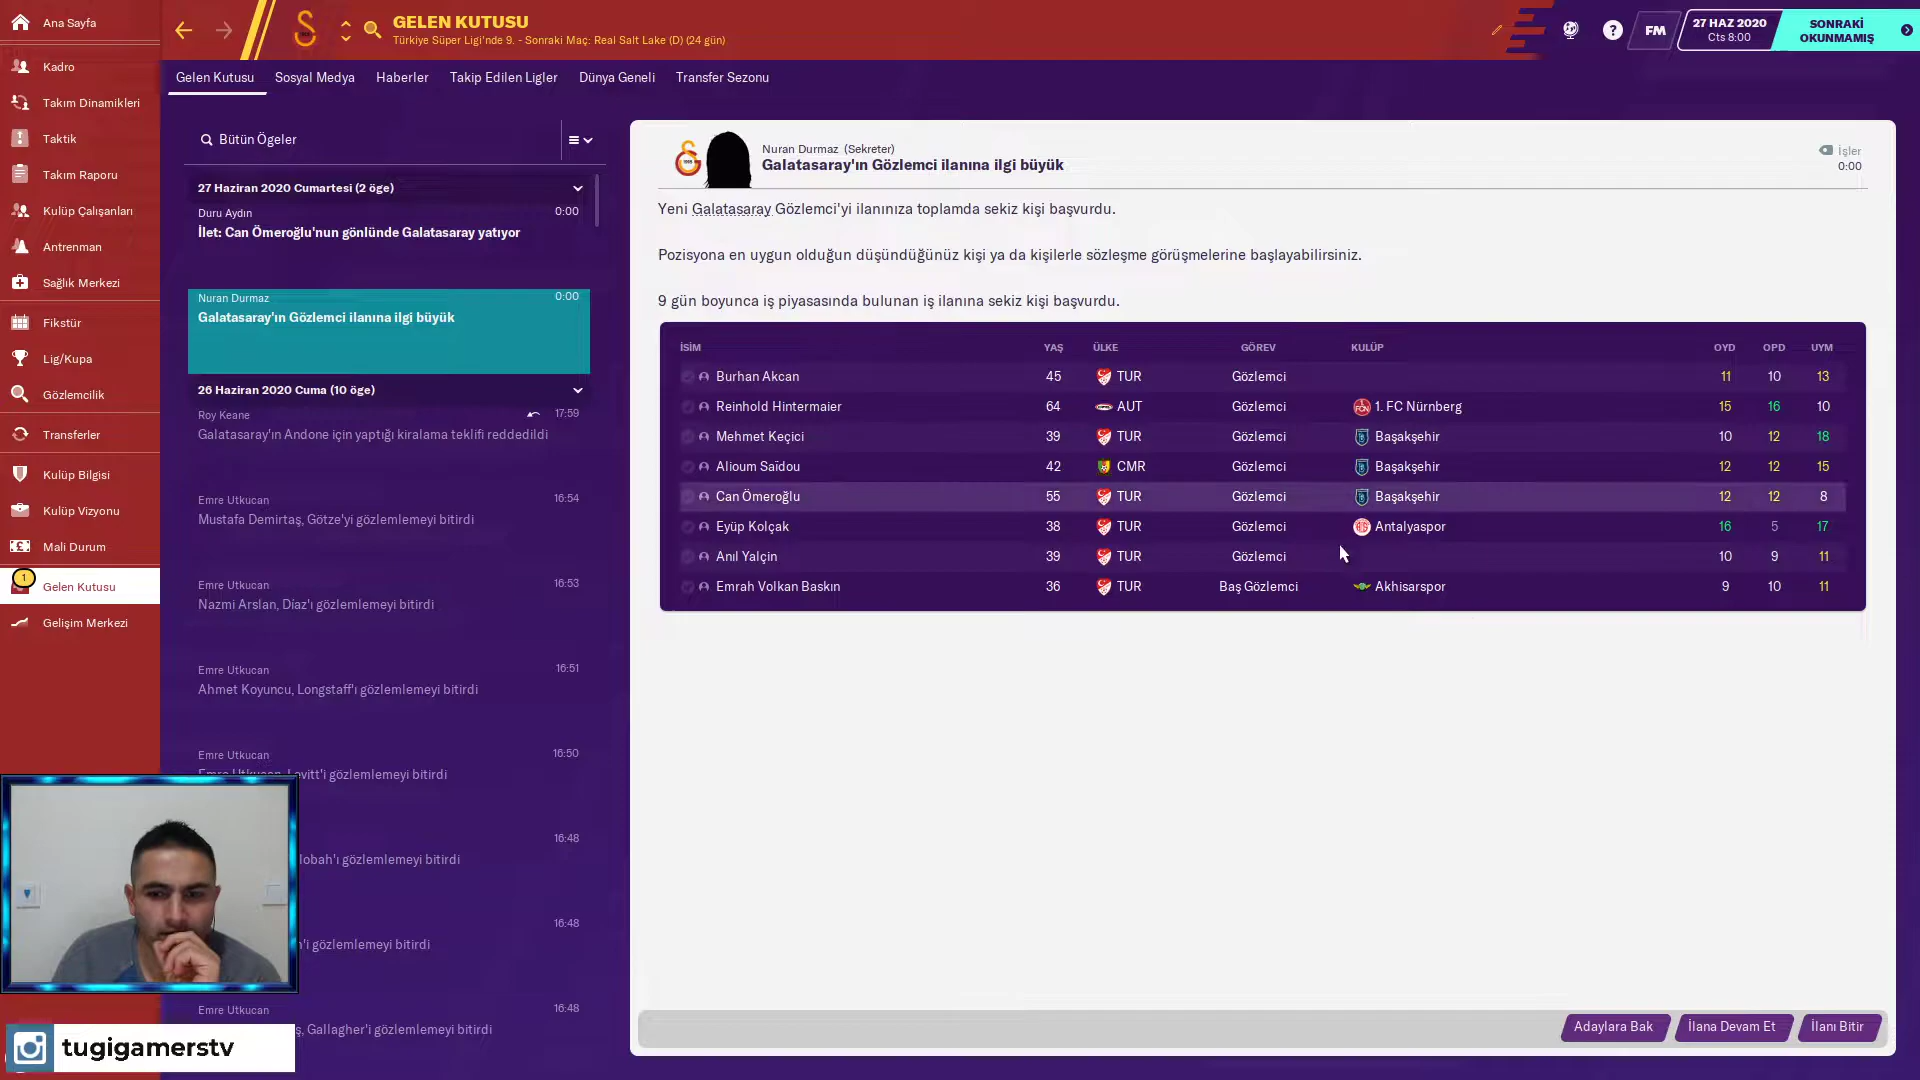 Ana Sayfa
Kadro
Takım Dinamikleri
Taktik
Takım Raporu
Kulüp Çalışanları
Antrenman
Sağlık Merkezi
Fikstür
Lig/Kupa
Gözlemcilik
Transferler
Kulüp Bilgisi
Kulüp Vizyonu
Mali Durum
1
Gelen Kutusu
Gelişim Merkezi
GELEN KUTUSU
Türkiye Süper Ligi'nde 9. - Sonraki Maç: Real Salt Lake (D) (24 gün)
?
FM
27 HAZ 2020
Cts 8:00
SONRAKİ
OKUNMAMIŞ
Gelen Kutusu Sosyal Medya Haberler Takip Edilen Ligler Dünya Geneli Transfer Sezonu
Bütün Ögeler
27 Haziran 2020 Cumartesi (2 öge)
Duru Aydın 0:00
İlet: Can Ömeroğlu'nun gönlünde Galatasaray yatıyor
Nuran Durmaz 0:00
Galatasaray'ın Gözlemci ilanına ilgi büyük
26 Haziran 2020 Cuma (10 öge)
Roy Keane 17:59
Galatasaray'ın Andone için yaptığı kiralama teklifi reddedildi
Emre Utkucan 16:54
Mustafa Demirtaş, Götze'yi gözlemlemeyi bitirdi
Emre Utkucan 16:53
Nazmi Arslan, Díaz'ı gözlemlemeyi bitirdi
Emre Utkucan 16:51
Ahmet Koyuncu, Longstaff'ı gözlemlemeyi bitirdi
Emre Utkucan 16:50
Emre Utkucan, Levitt'i gözlemlemeyi bitirdi
16:48
gözlemlemeyi bitirdi
16:48
gözlemlemeyi bitirdi
Emre Utkucan 16:48
Gallagher'i gözlemlemeyi bitirdi
Nuran Durmaz (Sekreter)
Galatasaray'ın Gözlemci ilanına ilgi büyük
İşler
0:00
Yeni Galatasaray Gözlemci'yi ilanınıza toplamda sekiz kişi başvurdu.
Pozisyona en uygun olduğun düşündüğünüz kişi ya da kişilerle sözleşme görüşmelerine başlayabilirsiniz.
9 gün boyunca iş piyasasında bulunan iş ilanına sekiz kişi başvurdu.
İSİM YAŞ ÜLKE GÖREV KULÜP OYD OPD UYM
Burhan Akcan 45 TUR Gözlemci 11 10 13
Reinhold Hintermaier 64 AUT Gözlemci 1. FC Nürnberg 15 16 10
Mehmet Keçici 39 TUR Gözlemci Başakşehir 10 12 18
Alioum Saïdou 42 CMR Gözlemci Başakşehir 12 12 15
Can Ömeroğlu 55 TUR Gözlemci Başakşehir 12 12 8
Eyüp Kolçak 38 TUR Gözlemci Antalyaspor 16 5 17
Anıl Yalçin 39 TUR Gözlemci 10 9 11
Emrah Volkan Baskın 36 TUR Baş Gözlemci Akhisarspor 9 10 11
Adaylara Bak İlana Devam Et İlanı Bitir
tugigamerstv